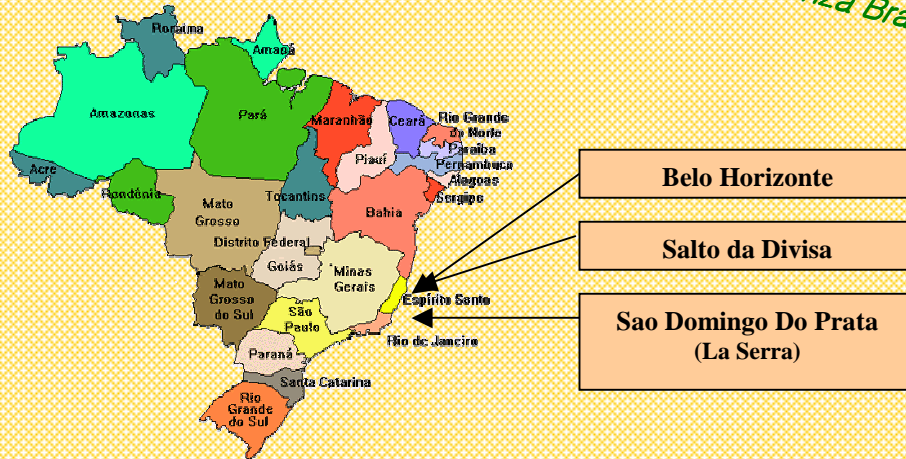 nza Bra
Roraima
Amapá
Amazonas
Pará
Maranhão
Ceará
Rio Grande
do Norte
Paraíba
Piauí
Pernambuco
Acre
Alagoas
Rondônia
Tocantins
Sergipe
Mato
Grosso
Bahia
Distrito Federal
Goiás
Minas
Gerais
Mato
Grosso
do Sul
Espírito Santo
São
Paulo
Rio de Janeiro
Paraná
Santa Catarina
Rio
Grande
do Sul
Belo Horizonte
Salto da Divisa
Sao Domingo Do Prata
(La Serra)